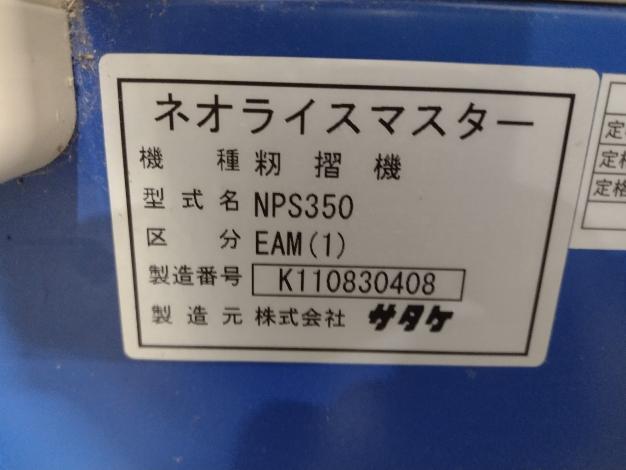 ネオライスマスター
機種 籾摺機
型式名 NPS350
区分 EAM(1)
製造番号 K110830408
製造元 株式会社 サタケ
定
定格
定格